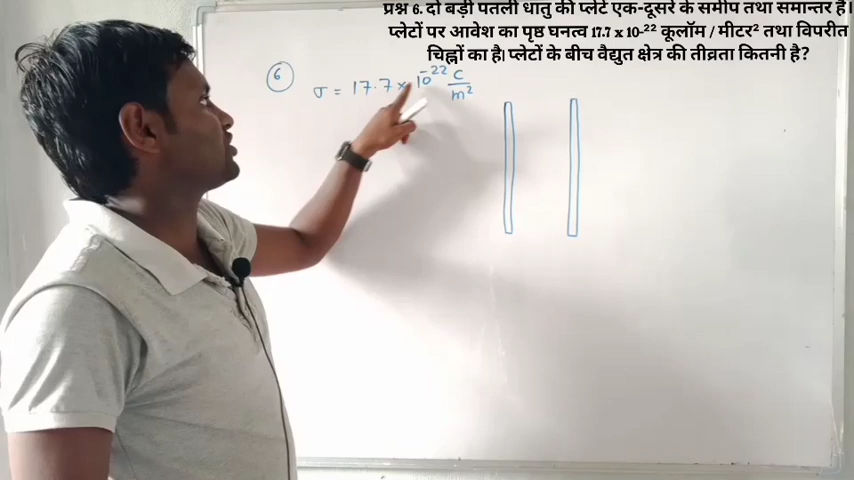 प्रश्न 6. दो बड़ी पतली धातु की प्लेटें एक-दूसरे के समीप तथा समान्तर हैं।
प्लेटों पर आवेश का पृष्ठ घनत्व 17.7 x 10-²² कूलॉम / मीटर² तथा विपरीत
चिह्नों का है। प्लेटों के बीच वैद्युत क्षेत्र की तीव्रता कितनी है?
6
σ = 17.7 × 10⁻²² C/m²